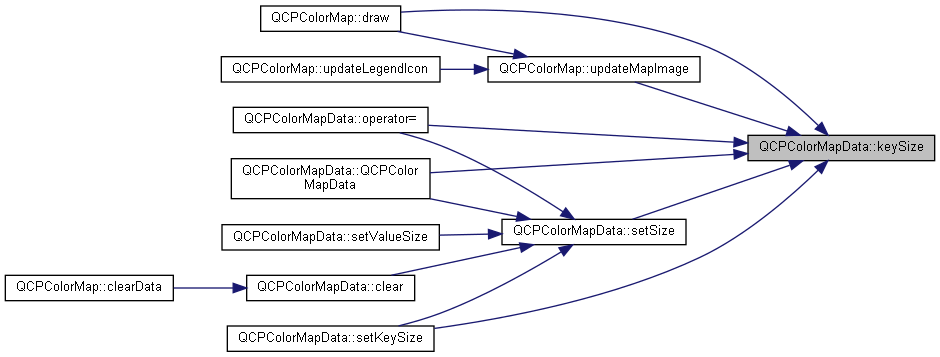 QCPColorMap::draw
QCPColorMap::updateLegendIcon
QCPColorMap::updateMapImage
QCPColorMapData::operator=
QCPColorMapData::keySize
QCPColorMapData::QCPColor
MapData
QCPColorMapData::setValueSize
QCPColorMapData::setSize
QCPColorMap::clearData
QCPColorMapData::clear
QCPColorMapData::setKeySize